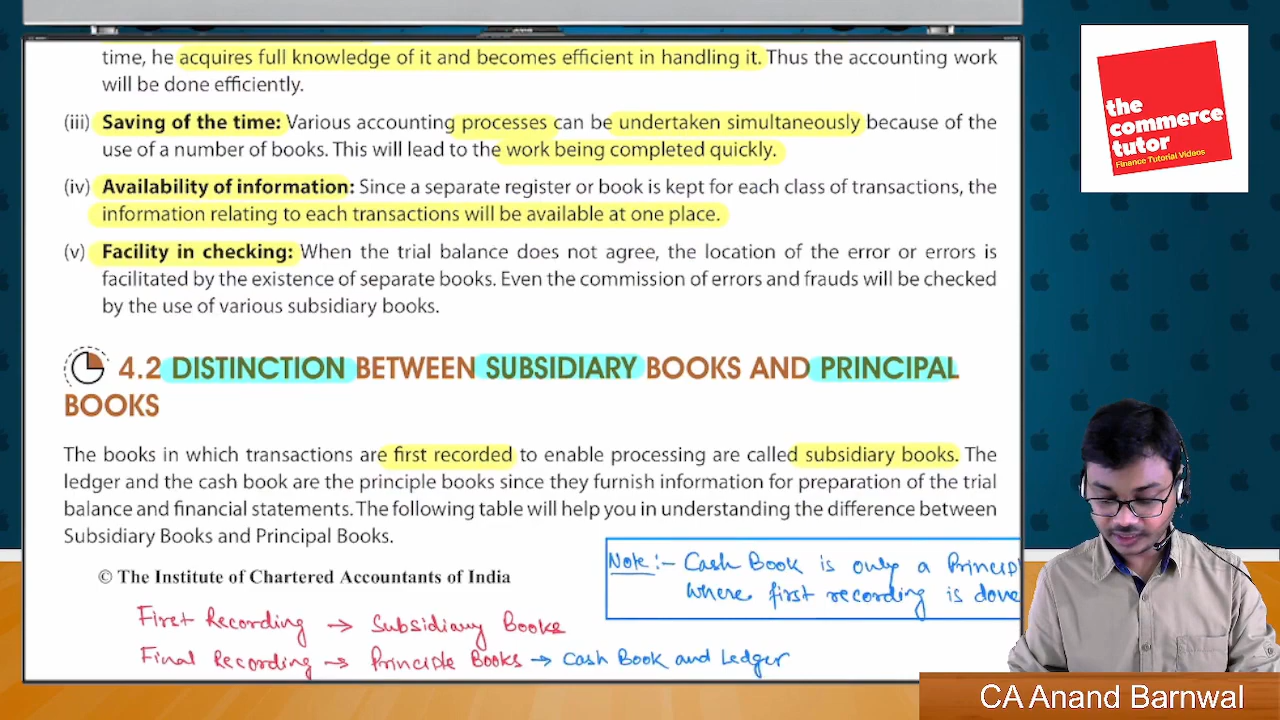 time, he acquires full knowledge of it and becomes efficient in handling it. Thus the accounting work
will be done efficiently.
(iii) Saving of the time: Various accounting processes can be undertaken simultaneously because of the
use of a number of books. This will lead to the work being completed quickly.
(iv) Availability of information: Since a separate register or book is kept for each class of transactions, the
information relating to each transactions will be available at one place.
(v) Facility in checking: When the trial balance does not agree, the location of the error or errors is
facilitated by the existence of separate books. Even the commission of errors and frauds will be checked
by the use of various subsidiary books.
4.2 DISTINCTION BETWEEN SUBSIDIARY BOOKS AND PRINCIPAL
BOOKS
The books in which transactions are first recorded to enable processing are called subsidiary books. The
ledger and the cash book are the principle books since they furnish information for preparation of the trial
balance and financial statements. The following table will help you in understanding the difference between
Subsidiary Books and Principal Books.
© The Institute of Chartered Accountants of India
Note:- Cash Book is only a Principl
Where first recording is done
First Recording → Subsidiary Books
Final Recording → Principle Books → Cash Book and Ledger
the
commerce
tutor
Finance Tutorial Videos
CA Anand Barnwal